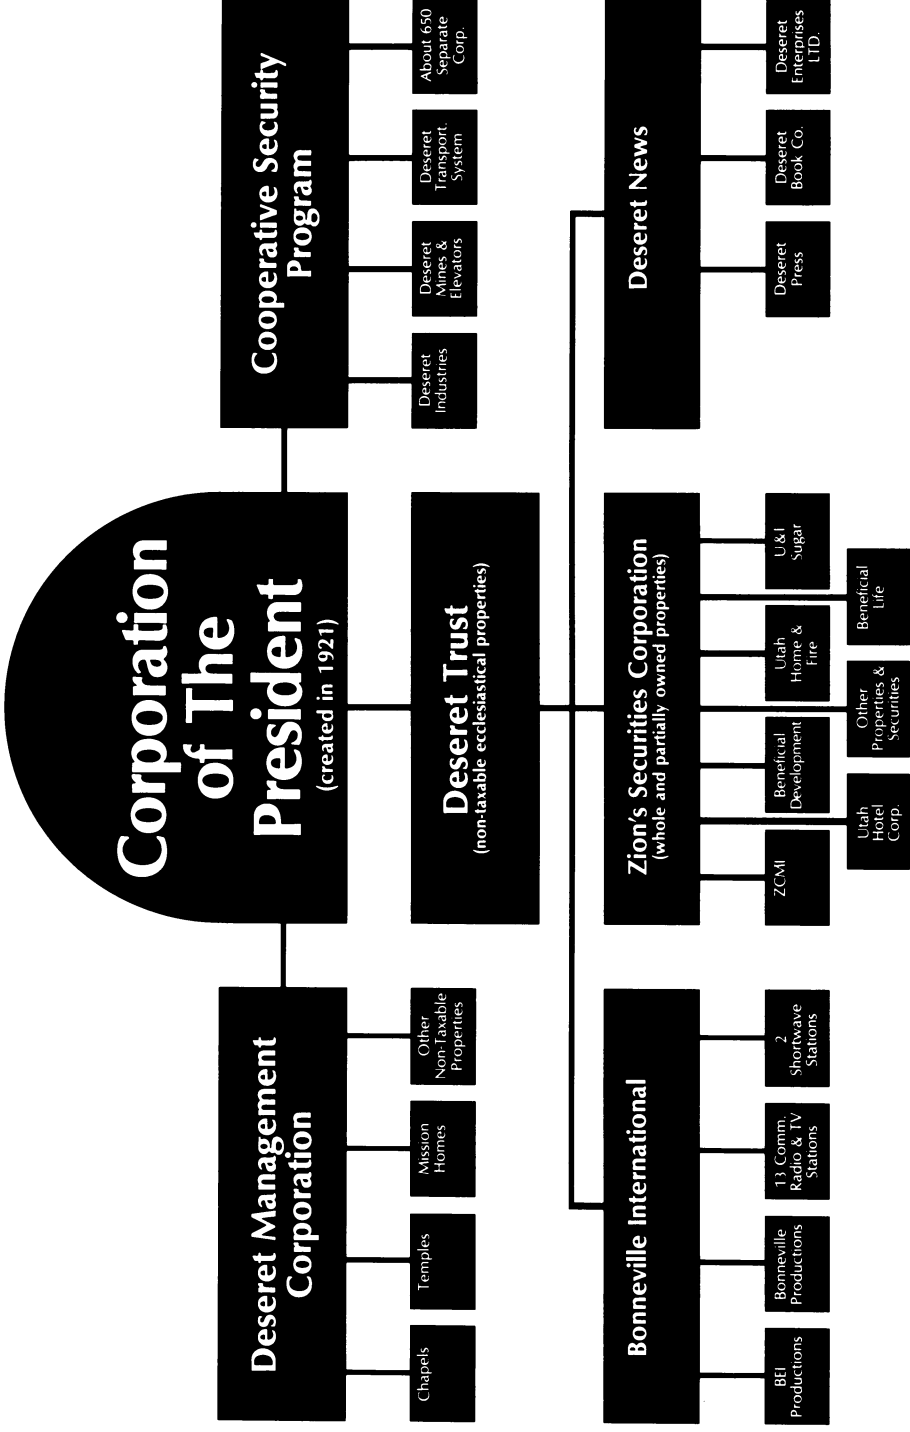 Corporation
of The
President
(created in 1921)
Deseret Management
Corporation
Chapels
Temples
Mission
Homes
Other
Non-Taxable
Properties
Deseret Trust
(non-taxable ecclesiastical properties)
Cooperative Security
Program
Deseret
Industries
Deseret
Mines &
Elevators
Deseret
Transport.
System
About 650
Separate
Corp.
Bonneville International
BEI
Productions
Bonneville
Productions
13 Comm.
Radio & TV
Stations
2
Shortwave
Stations
Zion's Securities Corporation
(whole and partially owned properties)
ZCMI
Beneficial
Development
Utah
Home &
Fire
U&I
Sugar
Utah
Hotel
Corp.
Other
Properties &
Securities
Beneficial
Life
Deseret News
Deseret
Press
Deseret
Book Co.
Deseret
Enterprises
LTD.